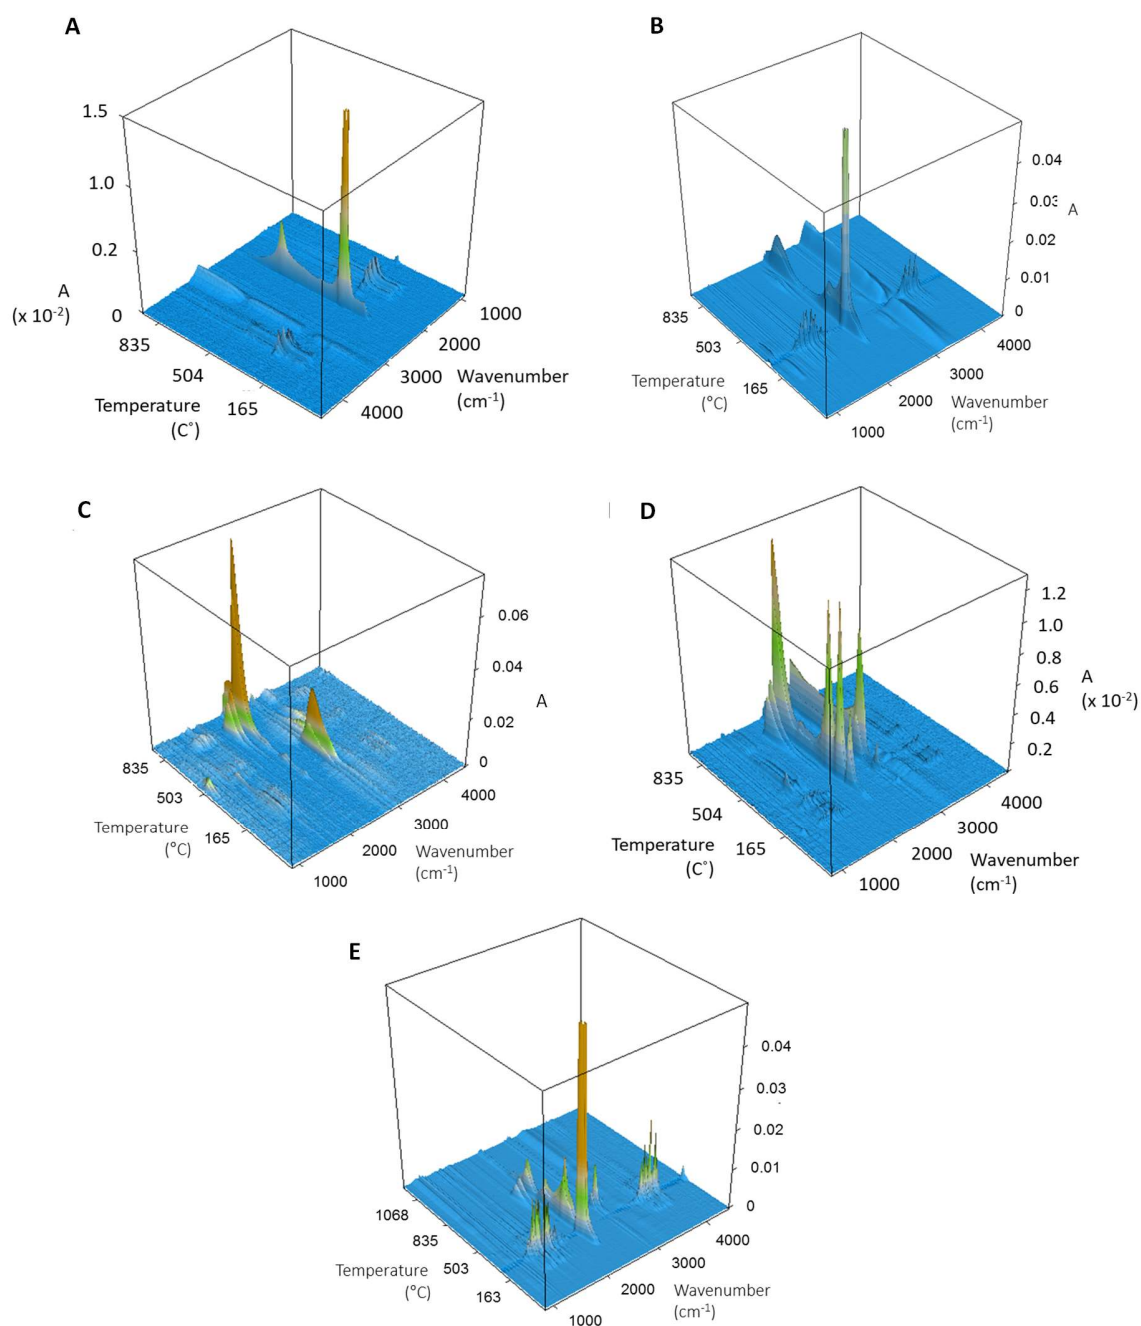 A
1.5
1.0
0.2
A
(x 10-2)
0
835
504
165
Temperature
(C°)
1000
2000
3000
4000
Wavenumber
(cm-1)
B
0.04
0.03
A
0.02
0.01
0
835
503
165
Temperature
(°C)
4000
3000
2000
1000
Wavenumber
(cm-1)
C
0.06
0.04
A
0.02
0
835
503
165
Temperature
(°C)
4000
3000
2000
1000
Wavenumber
(cm-1)
D
1.2
1.0
0.8
A
0.6
(x 10-2)
0.4
0.2
835
504
165
Temperature
(C°)
4000
3000
2000
1000
Wavenumber
(cm-1)
E
0.04
0.03
0.02
0.01
0
1068
835
503
163
Temperature
(°C)
4000
3000
2000
1000
Wavenumber
(cm-1)